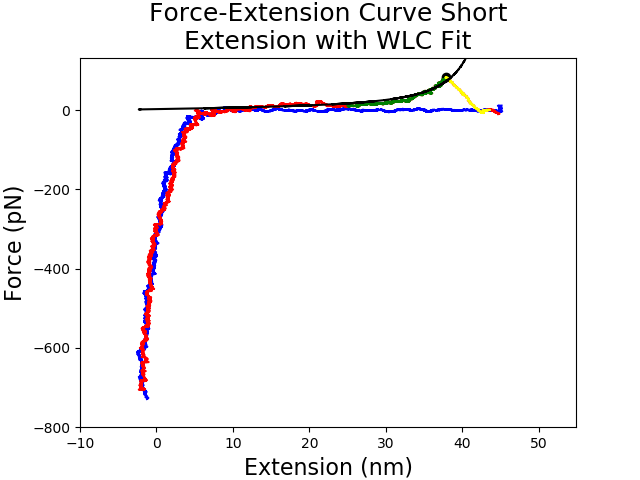 Force-Extension Curve Short
Extension with WLC Fit
0
−200
−400
−600
−800
Force (pN)
−10 0 10 20 30 40 50
Extension (nm)